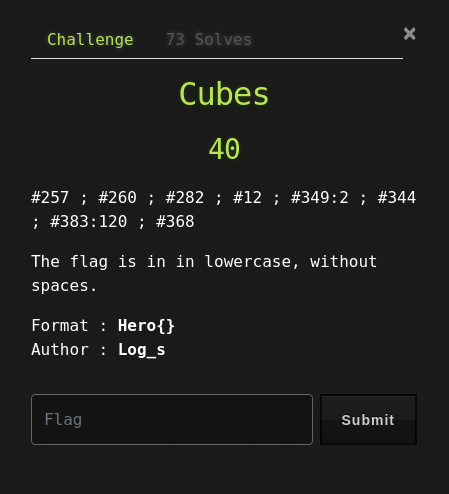 Challenge 73 Solves ×
Cubes
40
#257 ; #260 ; #282 ; #12 ; #349:2 ; #344
; #383:120 ; #368
The flag is in in lowercase, without
spaces.
Format : Hero{}
Author : Log_s
Flag Submit